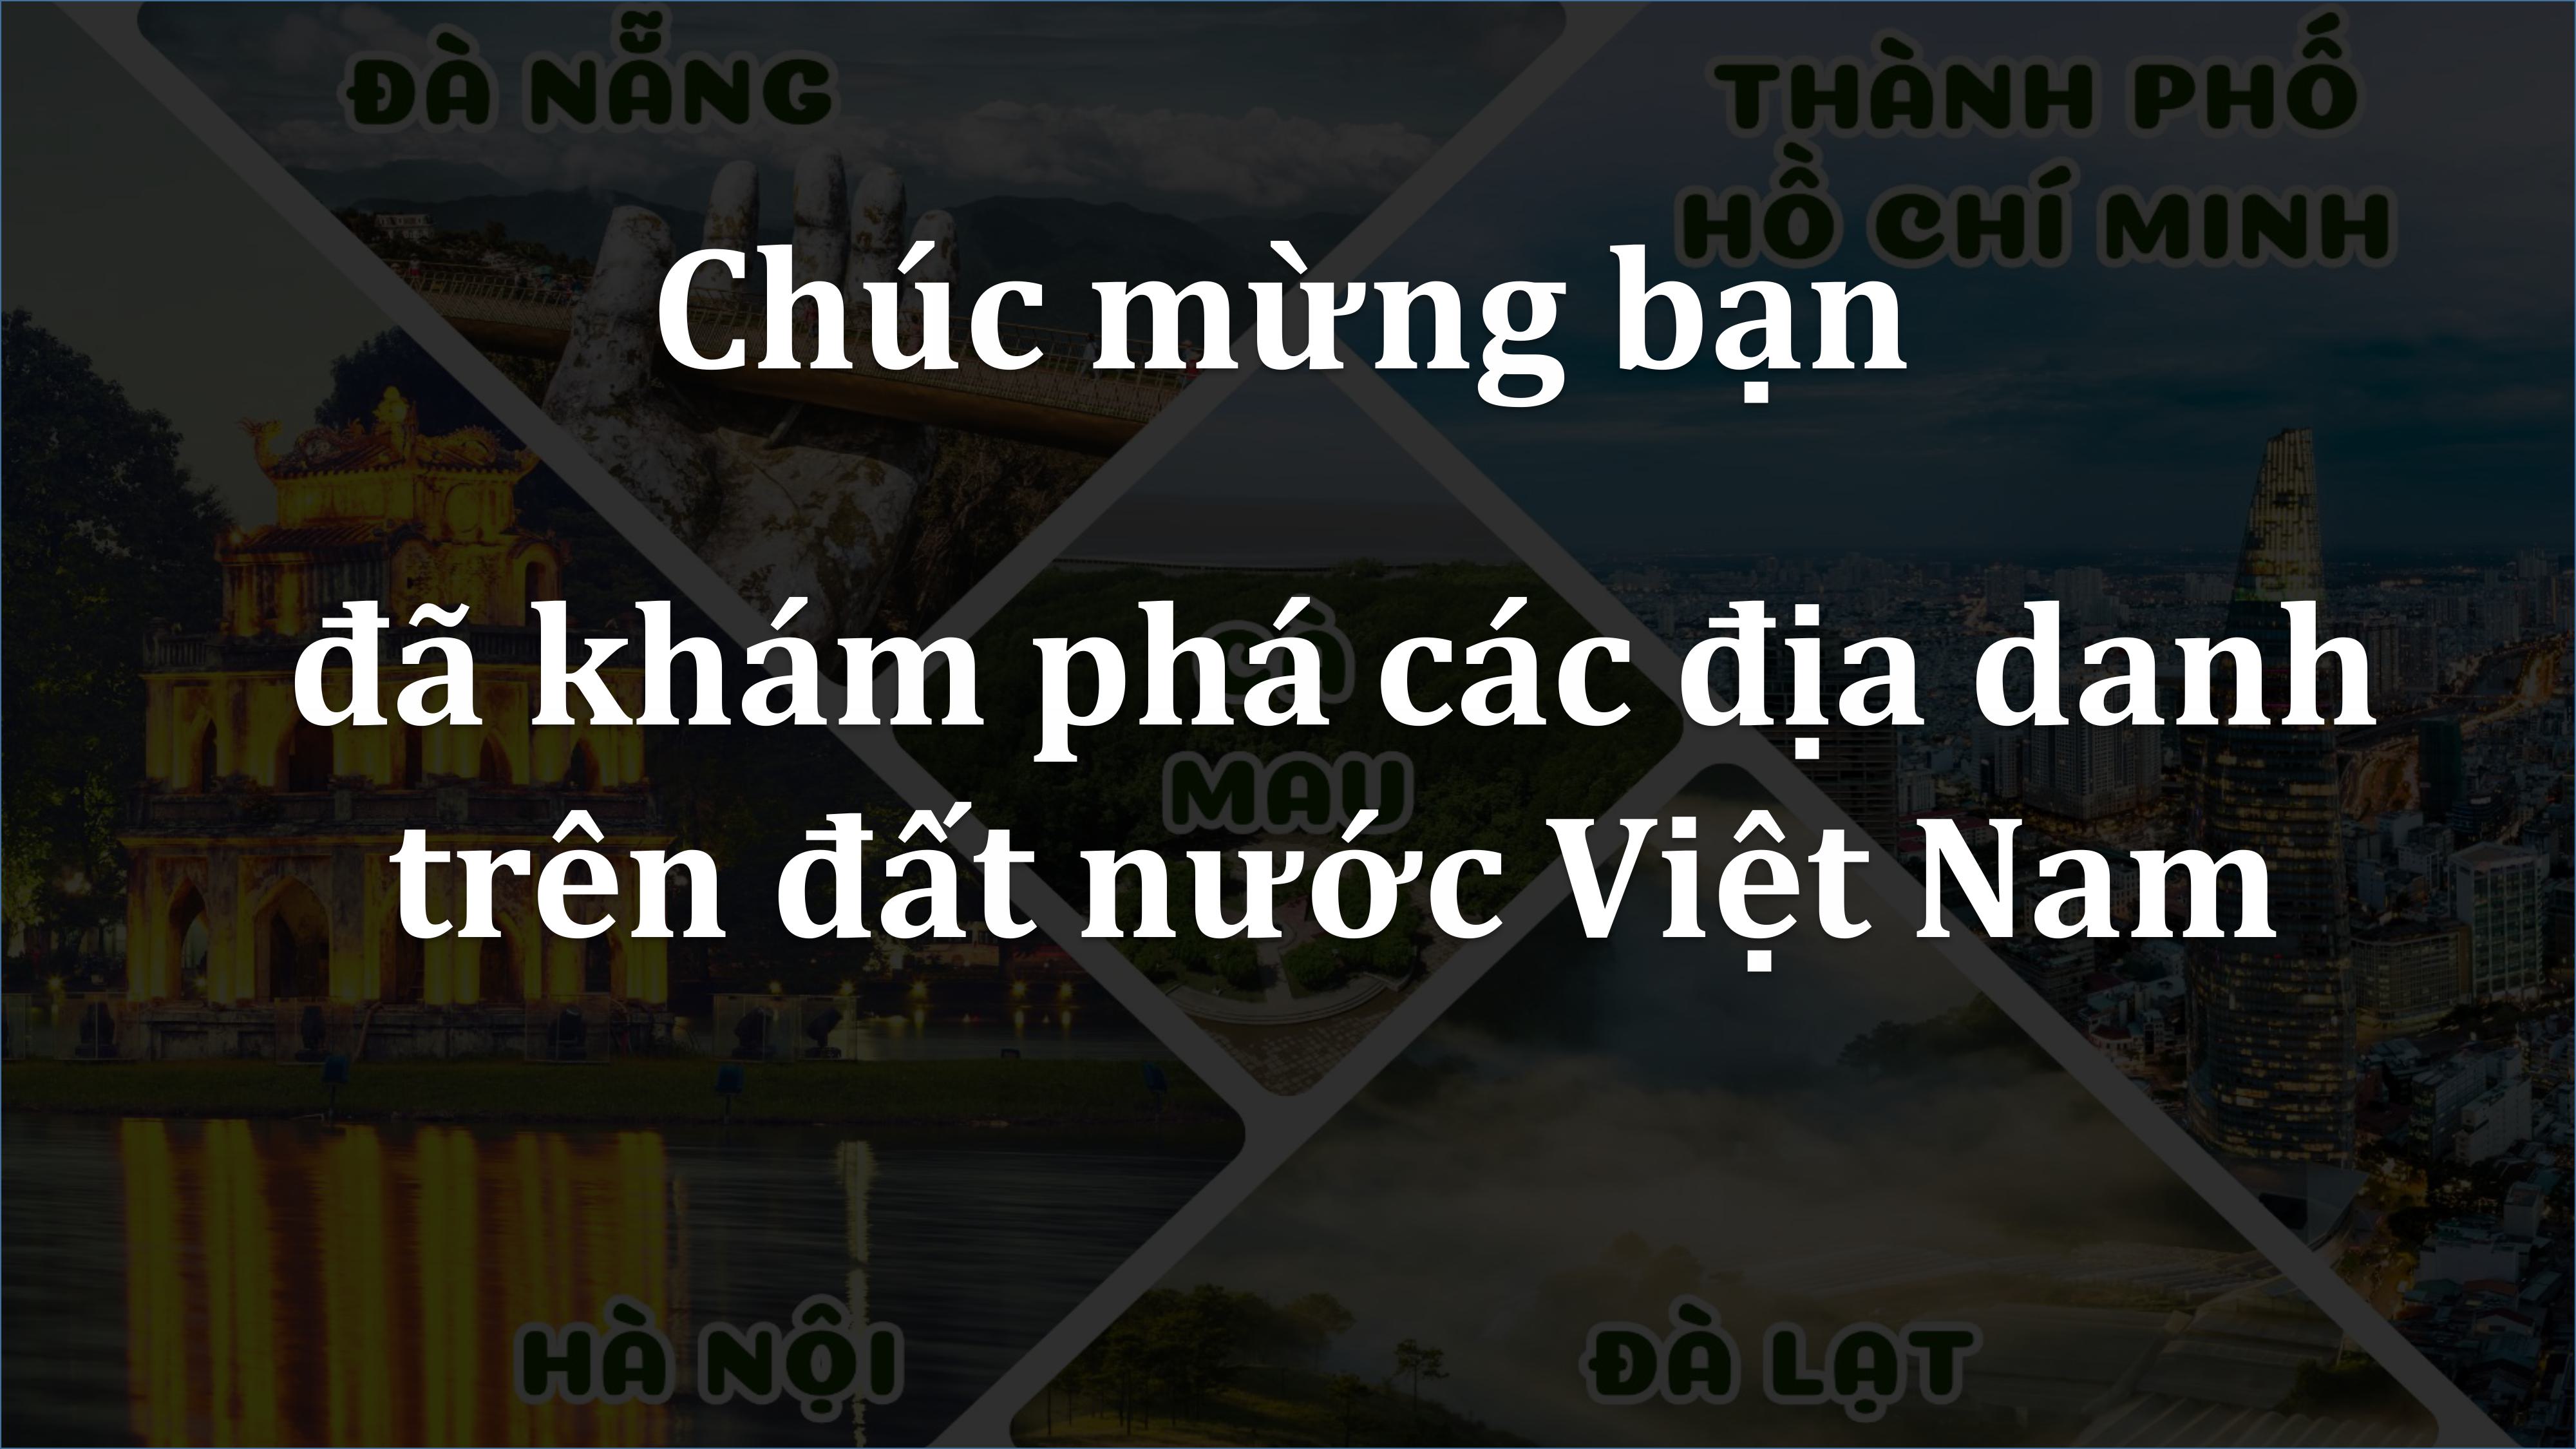 ĐÀ NẴNG
THÀNH PHỐ
HỒ CHÍ MINH
Chúc mừng bạn
đã khám phá các địa danh
trên đất nước Việt Nam
CÀ
MAU
HÀ NỘI
ĐÀ LẠT